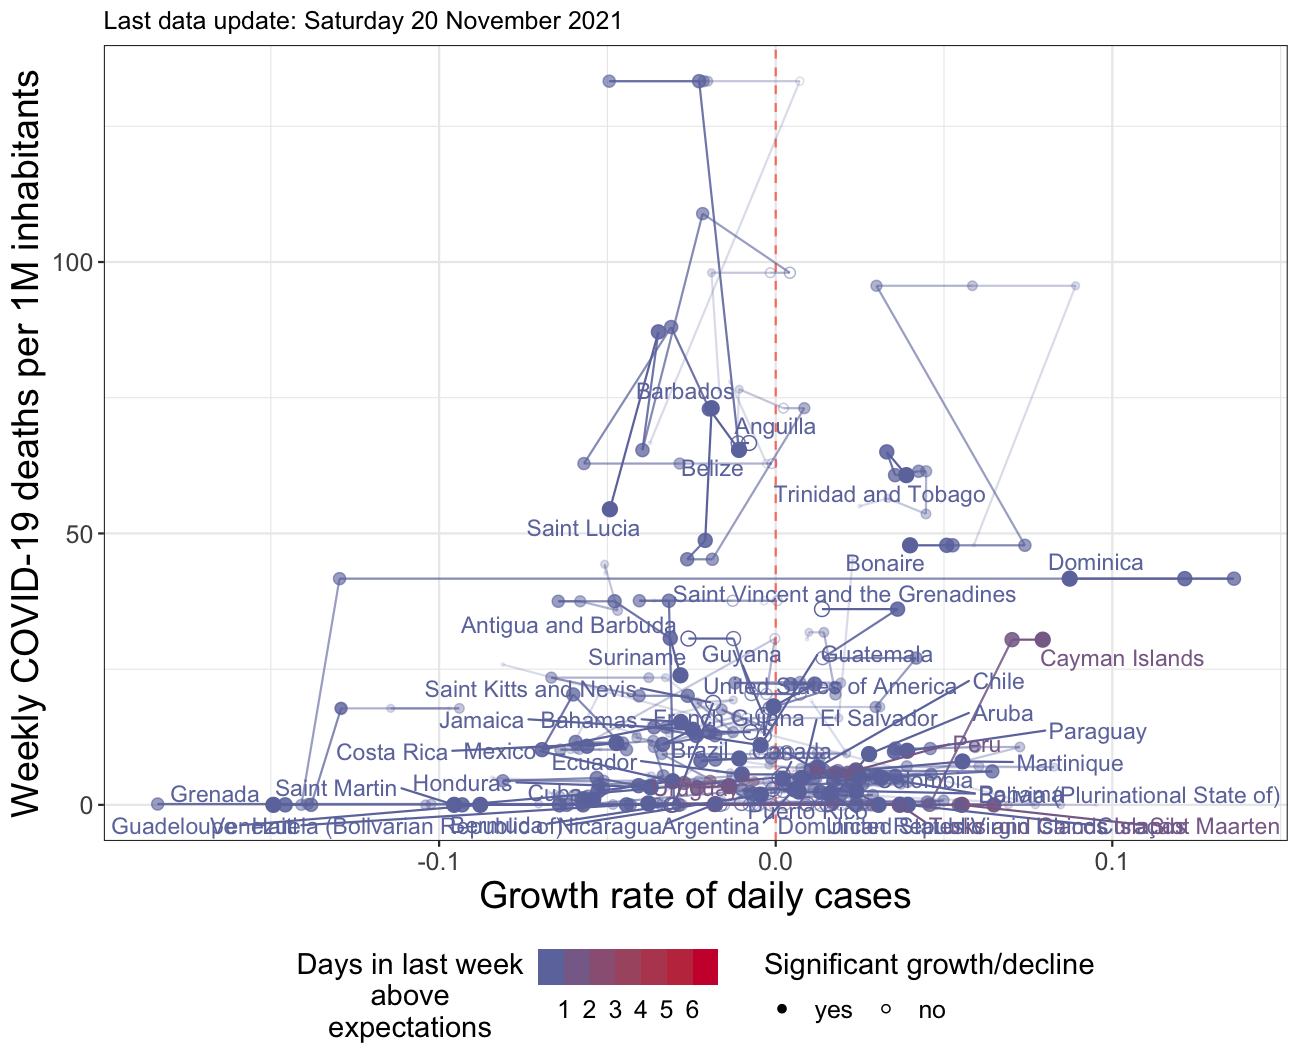 Last data update: Saturday 20 November 2021
Weekly COVID-19 deaths per 1M inhabitants
100
50
0
Barbados
Anguilla
Belize
Trinidad and Tobago
Saint Lucia
Bonaire
Dominica
Saint Vincent and the Grenadines
Antigua and Barbuda
Guyana
Guatemala
Suriname
Cayman Islands
Saint Kitts and Nevis
United States of America
Chile
Jamaica
Bahamas
French Guiana
El Salvador
Aruba
Costa Rica
Mexico
Brazil
Canada
Peru
Paraguay
Ecuador
Martinique
Honduras
Colombia
Grenada
Saint Martin
Cuba
Uruguay
Panama
Bolivia (Plurinational State of)
Puerto Rico
Guadeloupe
Haiti
Venezuela (Bolivarian Republic of)
Bermuda
Nicaragua
Argentina
Dominican Republic
Sint Maarten
-0.1
0.0
0.1
Growth rate of daily cases
Days in last week
above
expectations
1 2 3 4 5 6
Significant growth/decline
yes
no